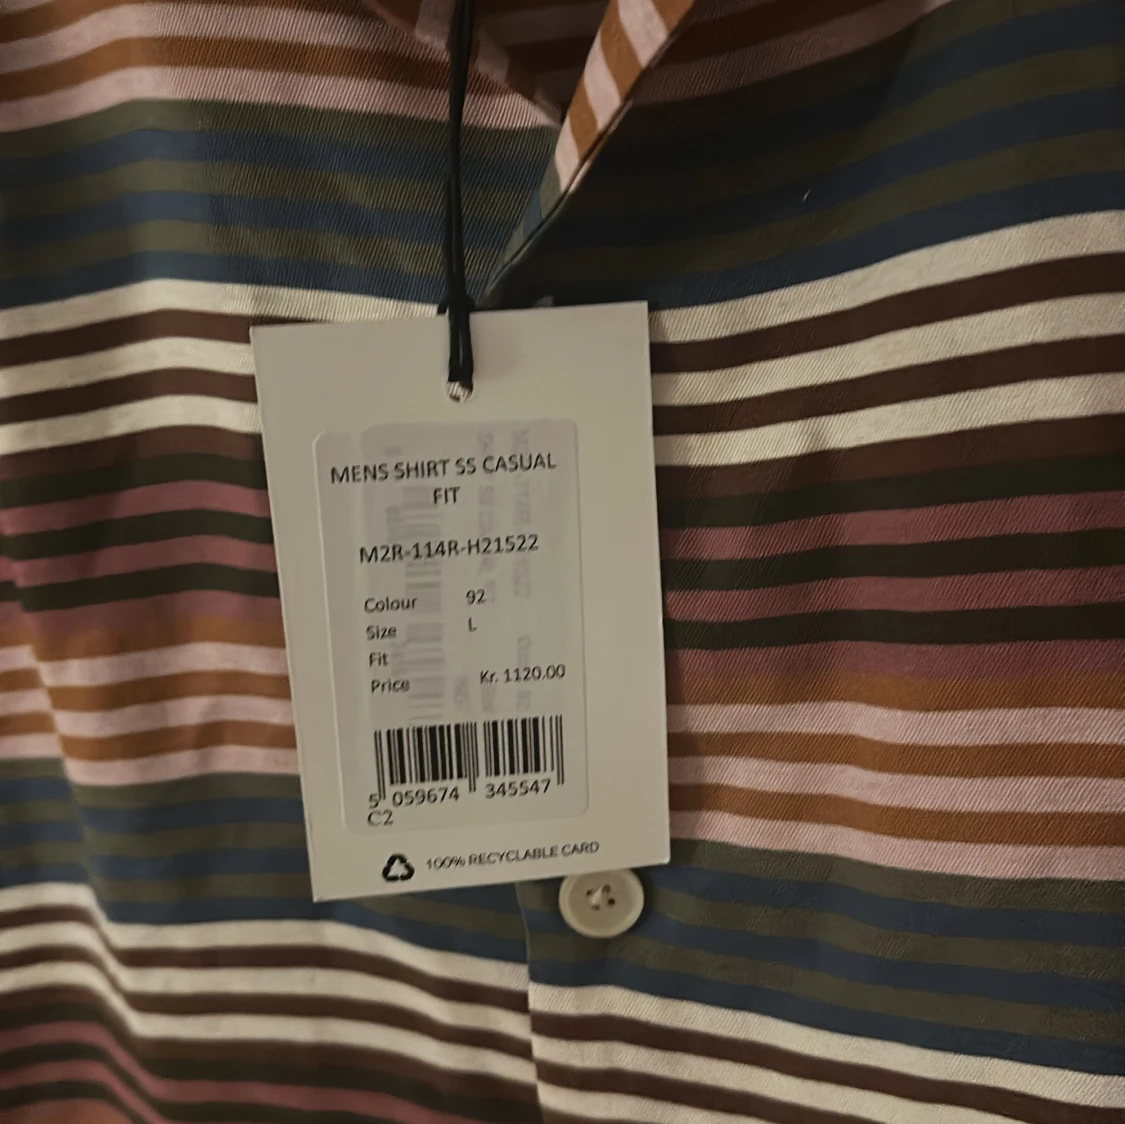 MENS SHIRT SS CASUAL
FIT
M2R-114R-H21522
Colour 92
Size L
Fit
Price Kr. 1120.00
5 059674 345547
C2
100% RECYCLABLE CARD